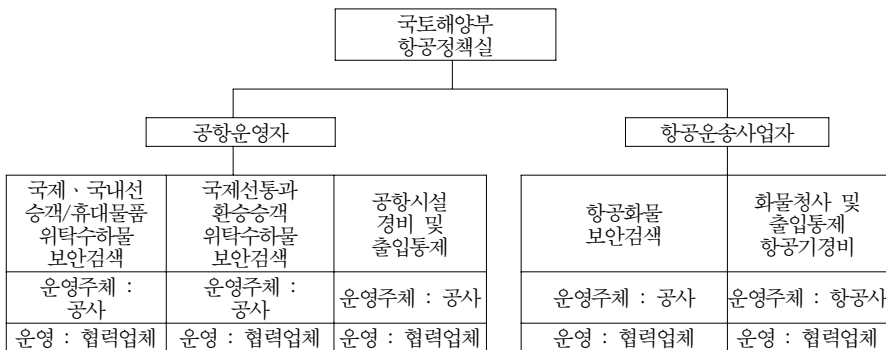 국토해양부
항공정책실
공항운영자
항공운송사업자
국제ㆍ국내선
승객/휴대물품
위탁수하물
보안검색
국제선통과
환승승객
위탁수하물
보안검색
공항시설
경비 및
출입통제
항공화물
보안검색
화물청사 및
출입통제
항공기경비
운영주체 :
공사
운영주체 :
공사
운영주체 : 공사
운영주체 : 공사
운영주체 : 항공사
운영 : 협력업체
운영 : 협력업체
운영 : 협력업체
운영 : 협력업체
운영 : 협력업체